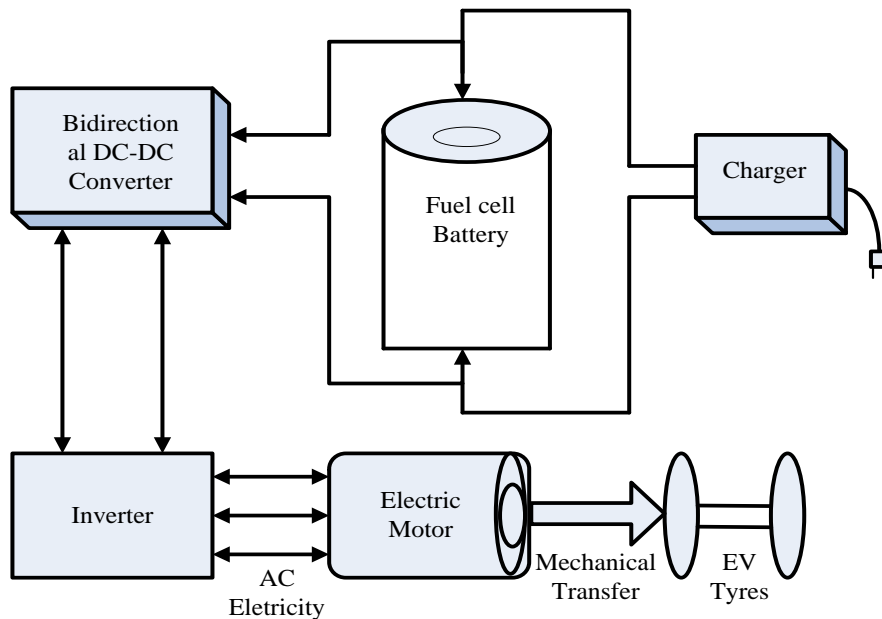 Bidirection
al DC-DC
Converter
Fuel cell
Battery
Charger
Inverter
Electric
Motor
AC
Eletricity
Mechanical
Transfer
EV
Tyres